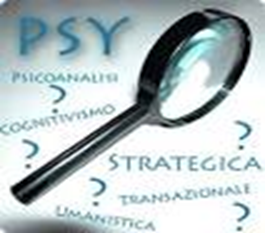 PSY
PSICOANALISI
?
COGNITIVISMO
?
?
STRATEGICA
?
TRANSAZIONALE
UMANISTICA
?